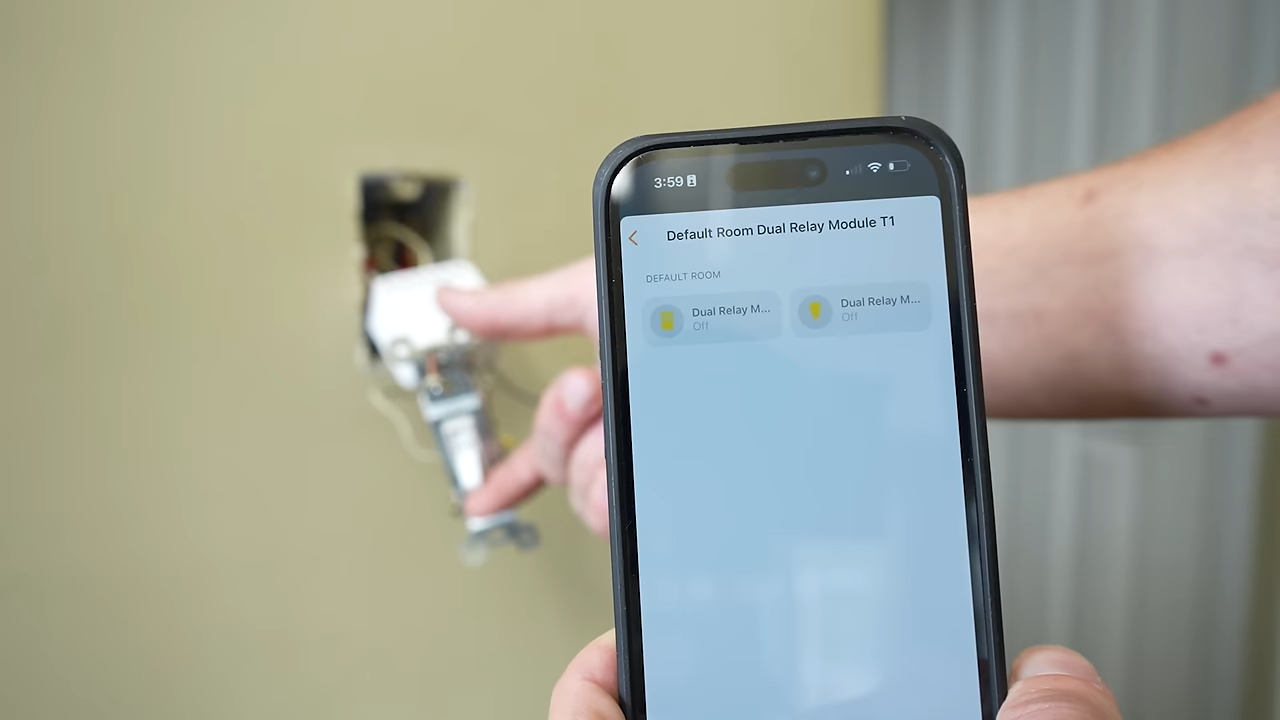 3:59
Default Room Dual Relay Module T1
DEFAULT ROOM
Dual Relay M...
Off
Dual Relay M...
Off